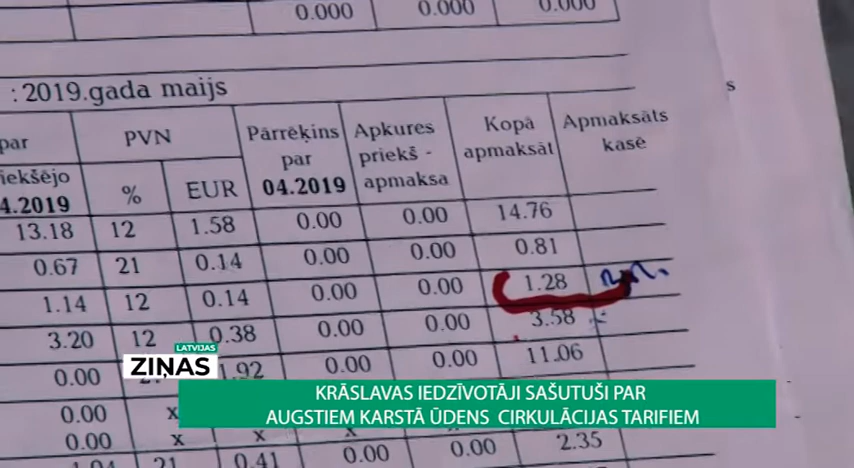 0.000 0.000 0.000
: 2019.gada maijs
s
par PVN Pārrēķins par 04.2019 Apkures priekš - apmaksa Kopā apmaksāt Apmaksāts kasē
iekšējo
4.2019 % EUR
13.18 12 1.58 0.00 0.00 14.76
0.67 21 0.14 0.00 0.00 0.81
1.14 12 0.14 0.00 0.00 1.28
3.20 12 0.38 0.00 0.00 3.58
0.00 1.92 0.00 0.00 11.06
LATVIJAS
ZIŅAS
KRĀSLAVAS IEDZĪVOTĀJI SAŠUTUŠI PAR
AUGSTIEM KARSTĀ ŪDENS CIRKULĀCIJAS TARIFIEM
0.00 x
0.00 x x x
21 0.41 0.00 0.00 2.35